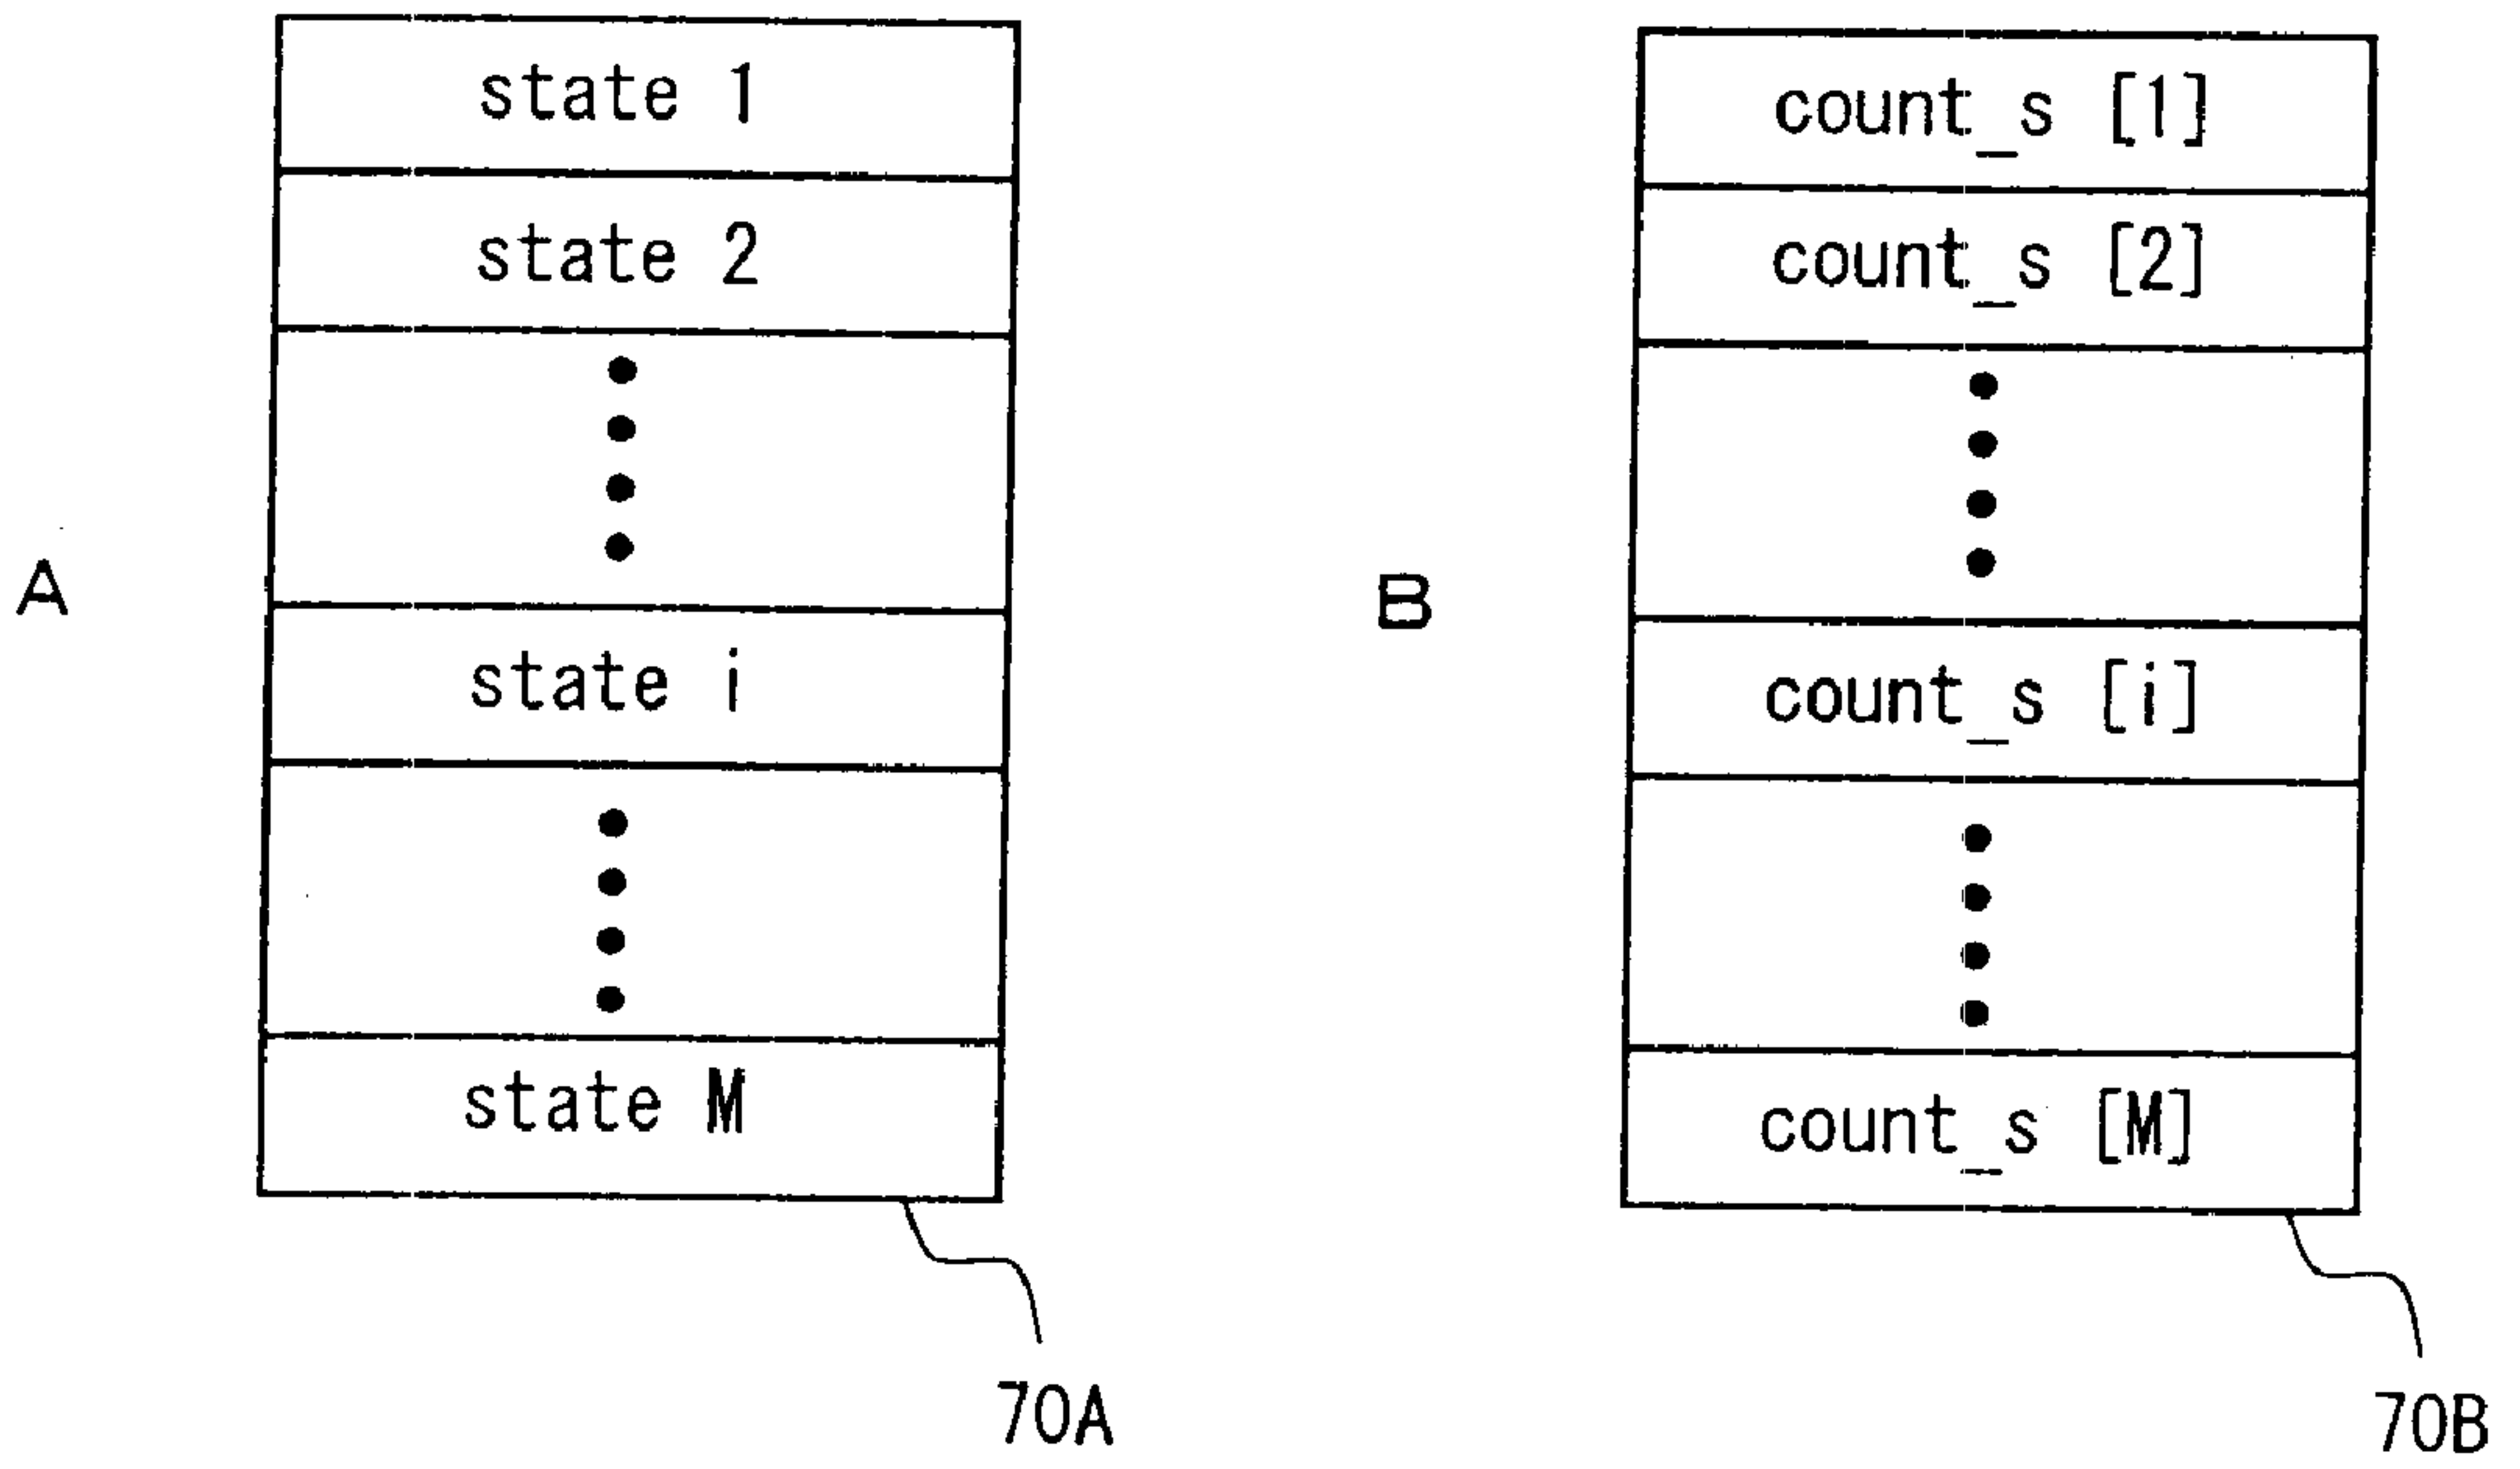 state 1
state 2
state i
state M
A
70A
count_s [1]
count_s [2]
count_s [i]
count_s [M]
B
70B